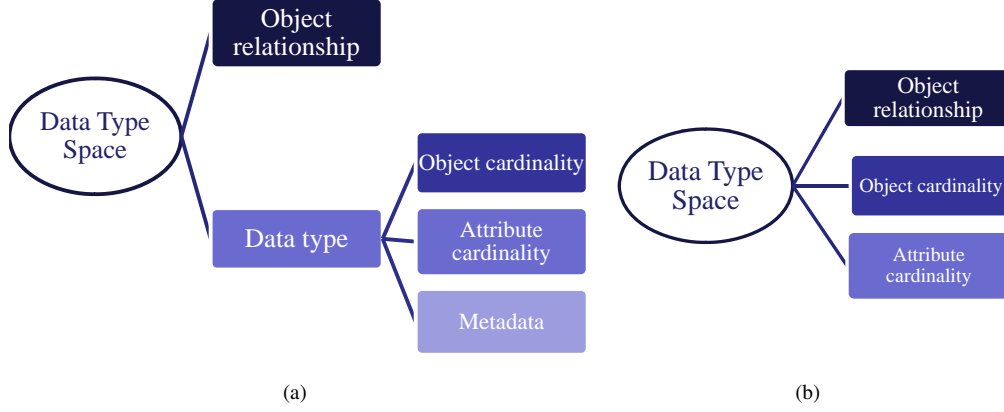 Object
relationship
Data Type
Space
Object cardinality
Data type
Attribute
cardinality
Metadata
(a)
Object
relationship
Data Type
Space
Object cardinality
Attribute
cardinality
(b)